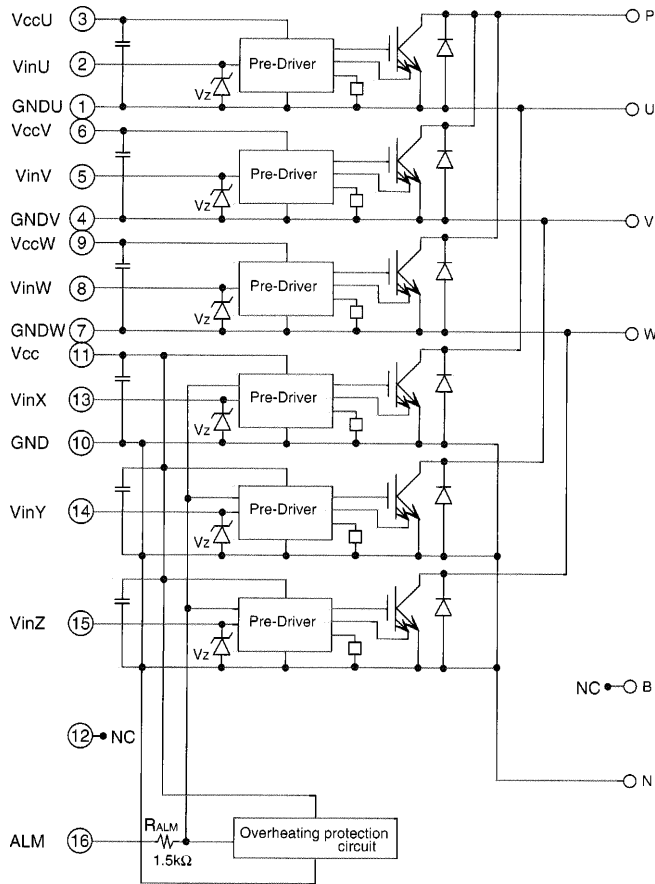 VccU 3
P
VinU 2
Pre-Driver
Vz
GNDU 1
U
VccV 6
VinV 5
Pre-Driver
Vz
GNDV 4
V
VccW 9
VinW 8
Pre-Driver
Vz
GNDW 7
W
Vcc 11
VinX 13
Pre-Driver
Vz
GND 10
VinY 14
Pre-Driver
Vz
VinZ 15
Pre-Driver
Vz
NC B
12 NC
N
RALM
ALM 16
1.5kΩ
Overheating protection
circuit